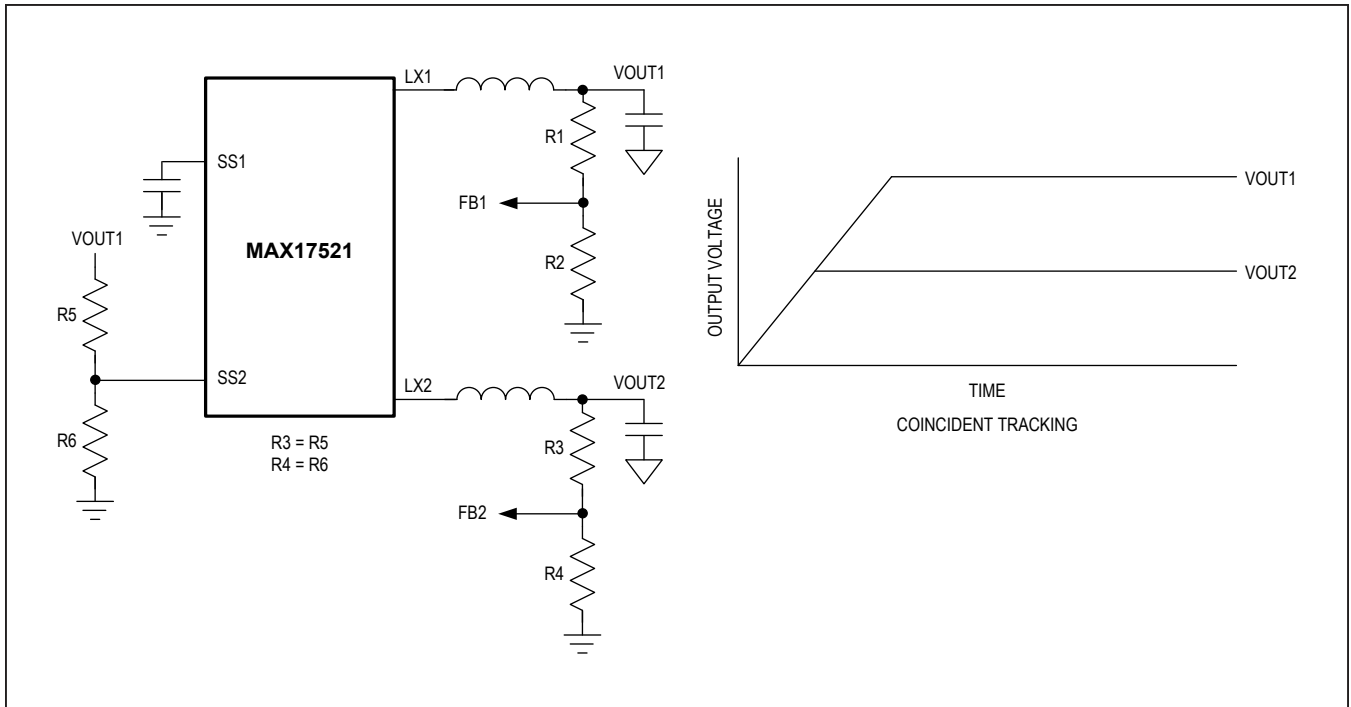 LX1
VOUT1
R1
SS1
FB1
VOUT1
MAX17521
R2
R5
SS2
LX2
VOUT2
R6
R3 = R5
R4 = R6
R3
FB2
R4
OUTPUT VOLTAGE
VOUT1
VOUT2
TIME
COINCIDENT TRACKING